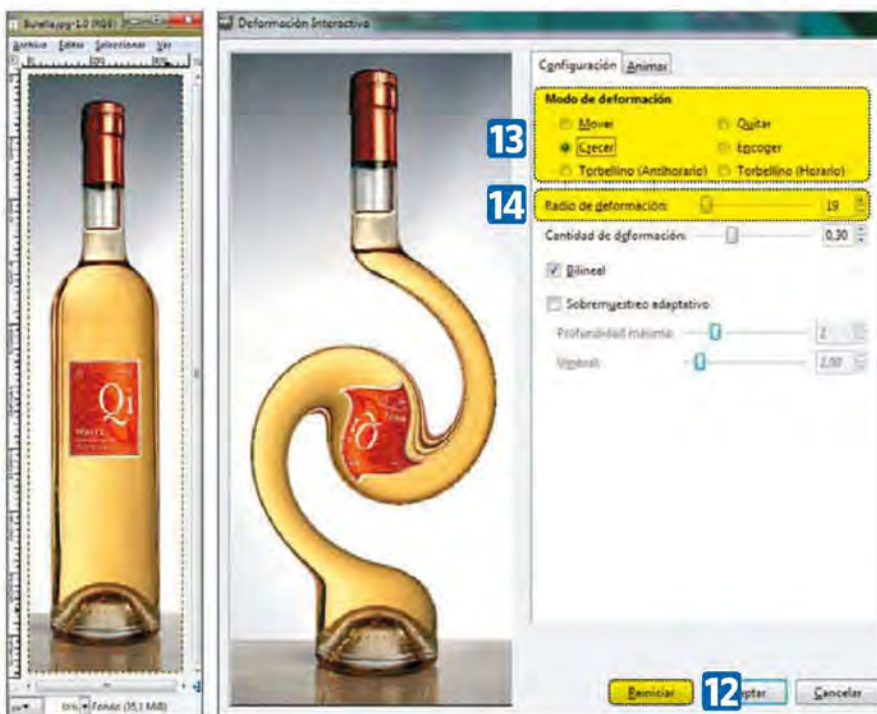 Botella.jpg-1.0 (RGB)
Archivo Editar Seleccionar Ver
Qi
WHITE
Fondo (35,1 MiB)
Deformación Interactiva
Configuración Animar
Modo de deformación
13
Mover Quitar
Crecer Encoger
Torbellino (Antihorario) Torbellino (Horario)
14
Radio de deformación: 19
Cantidad de deformación: 0,30
Bilineal
Sobremuestreo adaptativo
Profundidad máxima: 2
Umbral: 2,00
Reiniciar 12 Cancelar